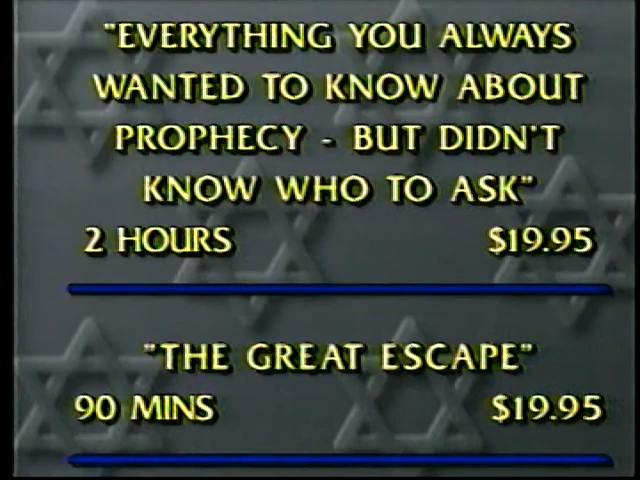 "EVERYTHING YOU ALWAYS
WANTED TO KNOW ABOUT
PROPHECY - BUT DIDN'T
KNOW WHO TO ASK"
2 HOURS $19.95
"THE GREAT ESCAPE"
90 MINS $19.95